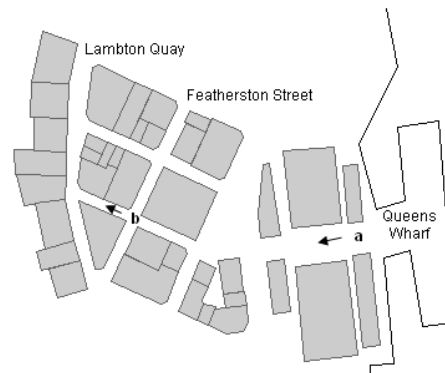 Lambton Quay
Featherston Street
b
a
Queens
Wharf